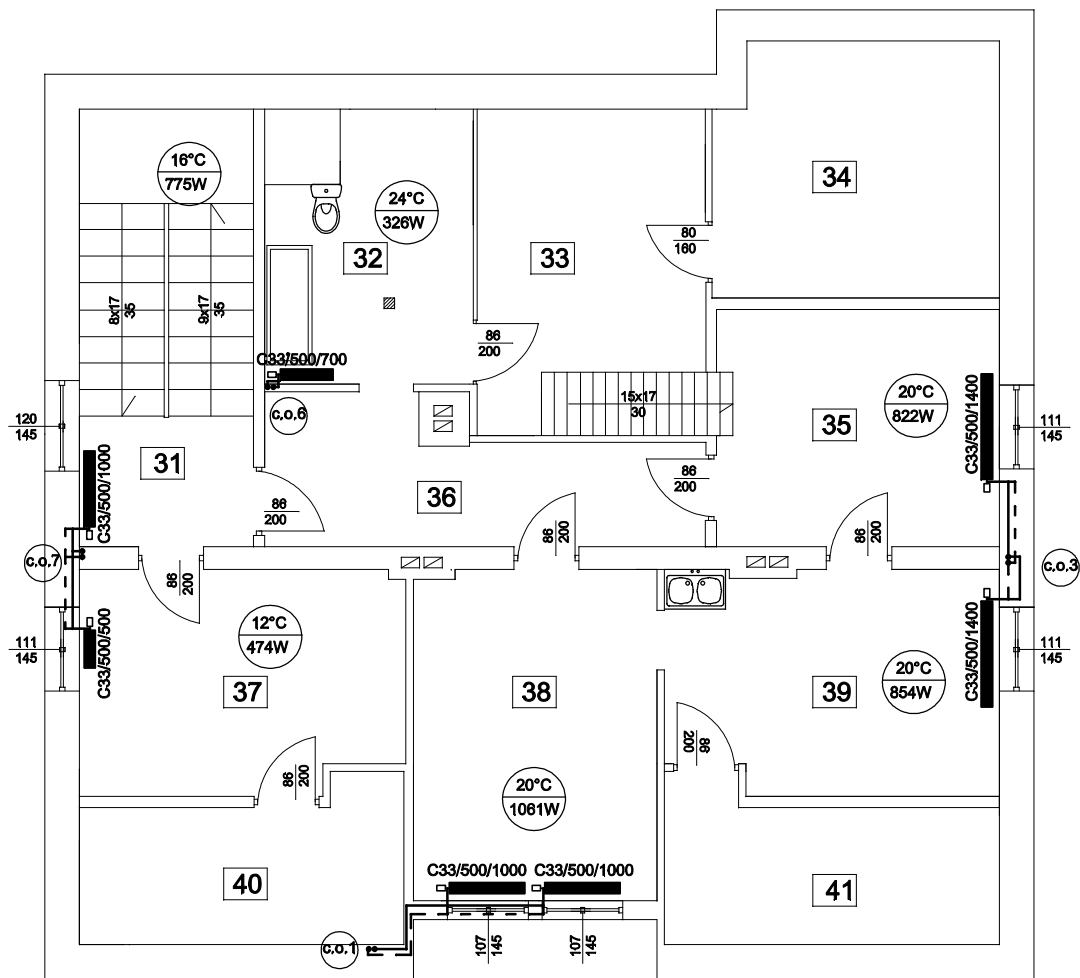 16°C
775W
34
24°C
326W
80
160
32
33
8x17
35
9x17
35
86
200
C33/500/700
15x17
30
20°C
822W
C33/500/1400
c.o.6
35
120
145
111
145
31
C33/500/1000
86
200
36
86
200
86
200
86
200
c.o.7
c.o.3
86
200
12°C
474W
C33/500/500
111
145
C33/500/1400
111
145
37
38
39
20°C
854W
86
200
86
200
20°C
1061W
C33/500/1000
C33/500/1000
40
41
107
145
107
145
c.o.1